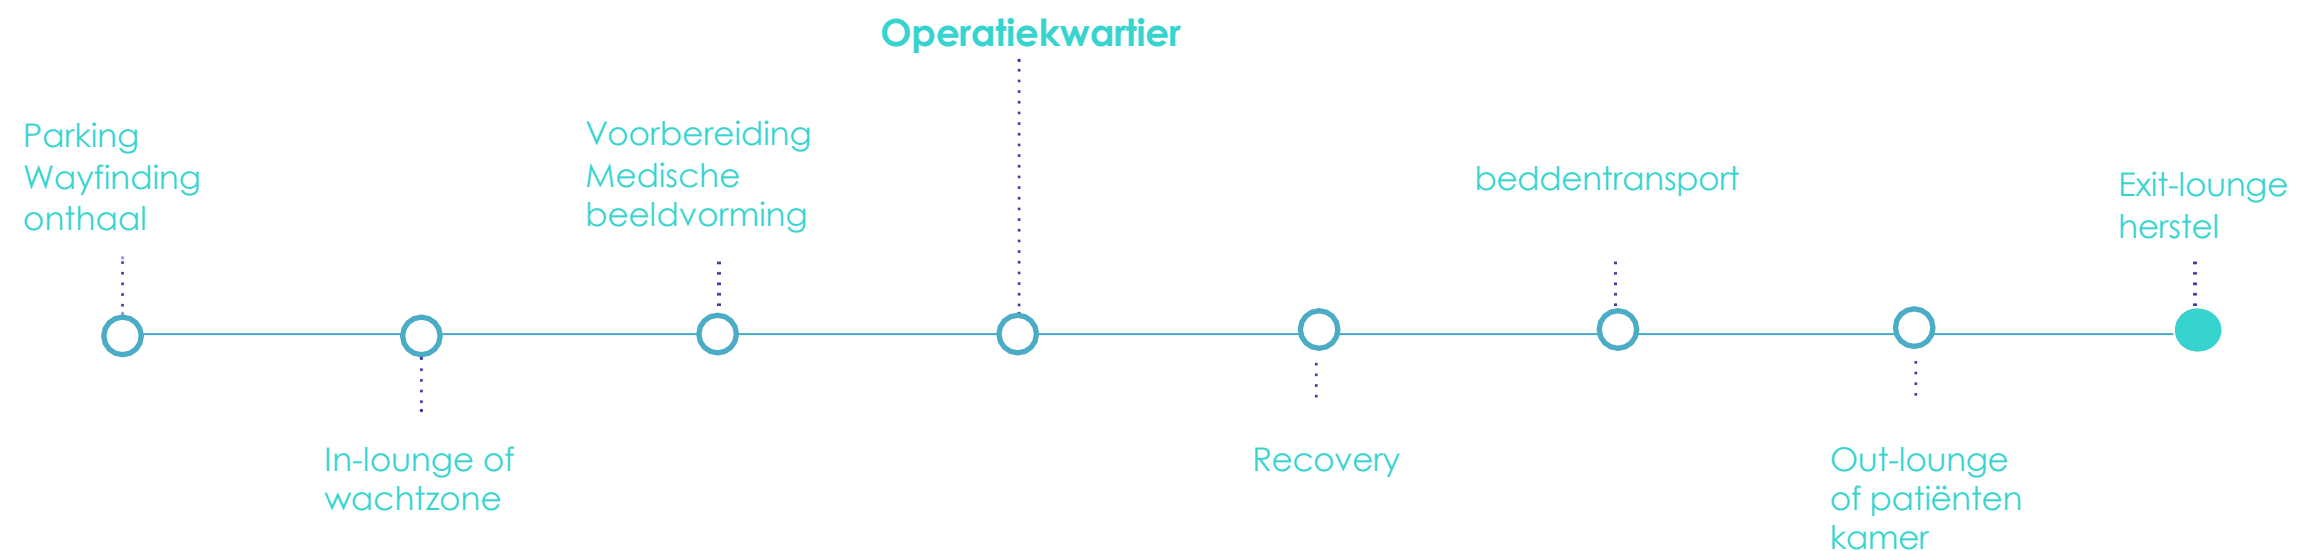 Operatiekwartier
Parking
Wayfinding
onthaal
Voorbereiding
Medische
beeldvorming
beddentransport
Exit-lounge
herstel
In-lounge of
wachtzone
Recovery
Out-lounge
of patiënten
kamer